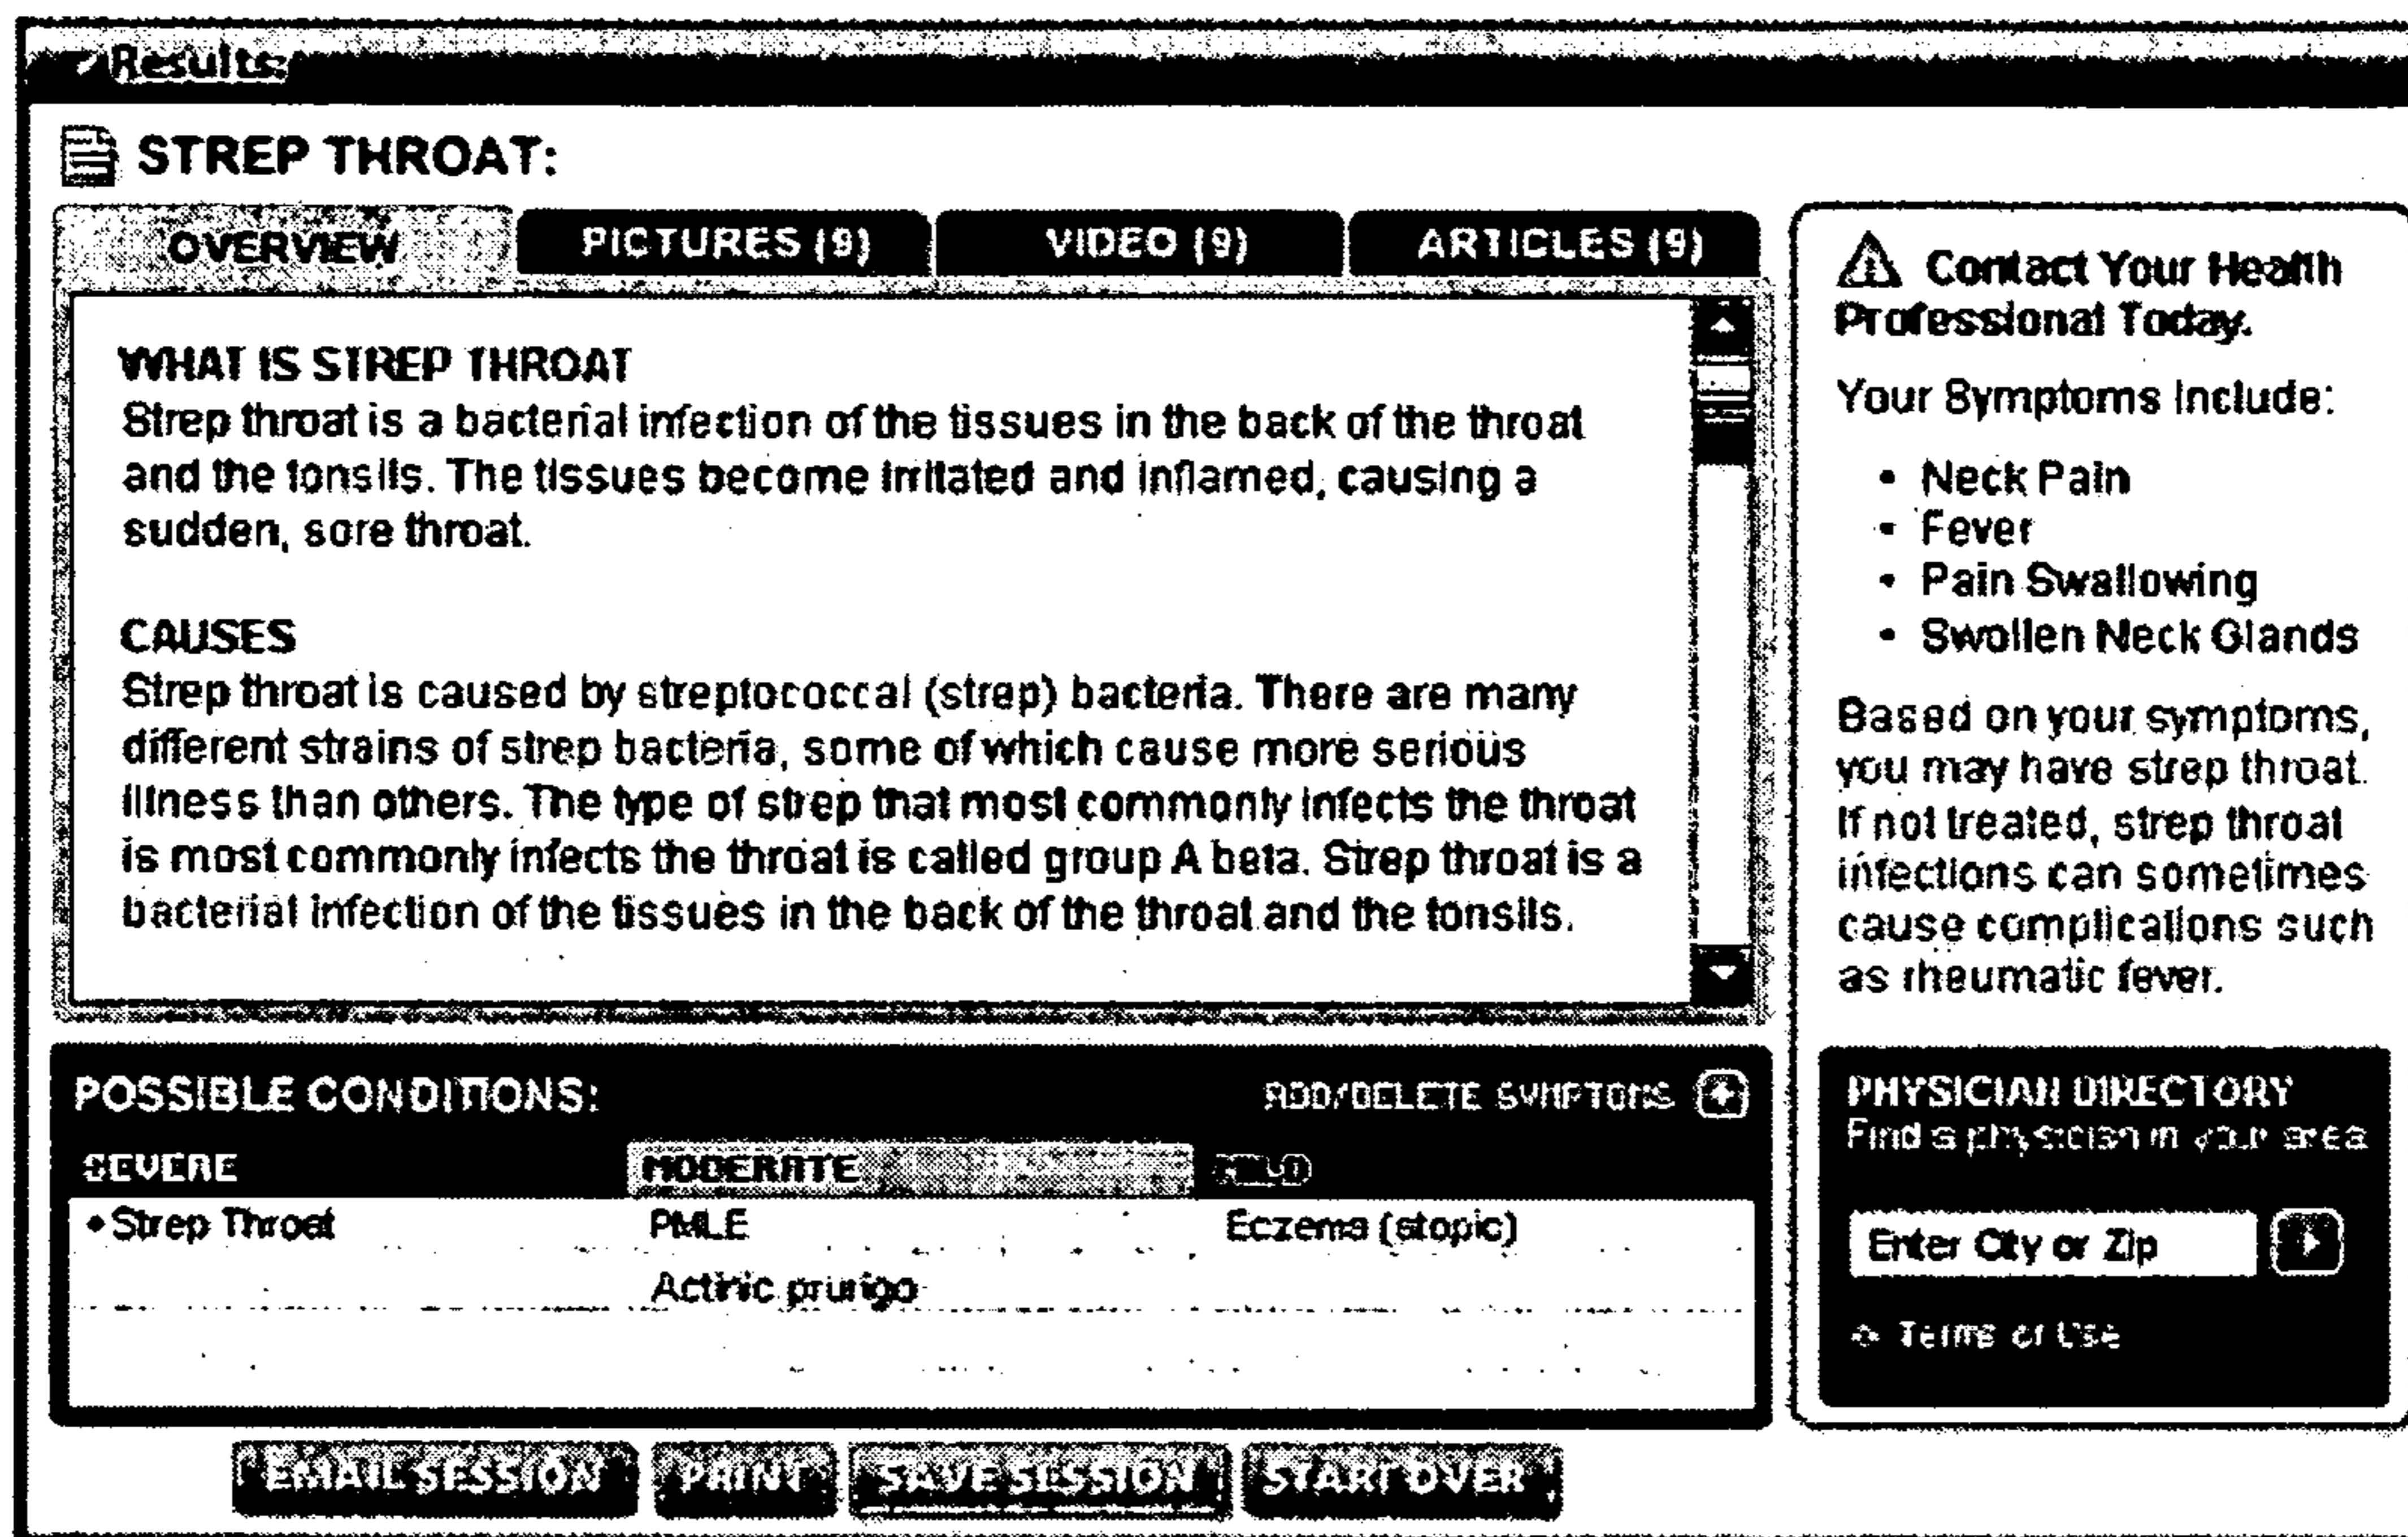 Results:
STREP THROAT:
OVERVIEW
PICTURES (9)
VIDEO (9)
ARTICLES (9)
WHAT IS STREP THROAT
Strep throat is a bacterial infection of the tissues in the back of the throat
and the tonsils. The tissues become irritated and inflamed, causing a
sudden, sore throat.
CAUSES
Strep throat is caused by streptococcal (strep) bacteria. There are many
different strains of strep bacteria, some of which cause more serious
illness than others. The type of strep that most commonly infects the throat
is most commonly infects the throat is called group A beta. Strep throat is a
bacterial infection of the tissues in the back of the throat and the tonsils.
Contact Your Health
Professional Today.
Your Symptoms Include:
• Neck Pain
• Fever
• Pain Swallowing
• Swollen Neck Glands
Based on your symptoms,
you may have strep throat.
If not treated, strep throat
infections can sometimes
cause complications such
as rheumatic fever.
POSSIBLE CONDITIONS:
ADD/DELETE SYMPTOMS
SEVERE
MODERATE
MILD
• Strep Throat
PMLE
Eczema (atopic)
Actinic prurigo
PHYSICIAN DIRECTORY
Find a physician in your area
Enter City or Zip
Terms of Use
EMAIL SESSION
PRINT
SAVE SESSION
START OVER